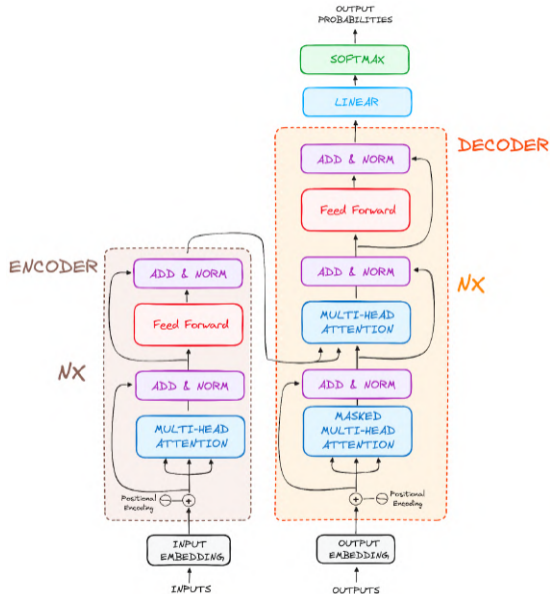 OUTPUT
PROBABILITIES
SOFTMAX
LINEAR
DECODER
ADD & NORM
Feed Forward
ADD & NORM
NX
MULTI-HEAD
ATTENTION
ADD & NORM
MASKED
MULTI-HEAD
ATTENTION
Positional
Encoding
OUTPUT
EMBEDDING
OUTPUTS
ENCODER
ADD & NORM
Feed Forward
NX
ADD & NORM
MULTI-HEAD
ATTENTION
Positional
Encoding
INPUT
EMBEDDING
INPUTS